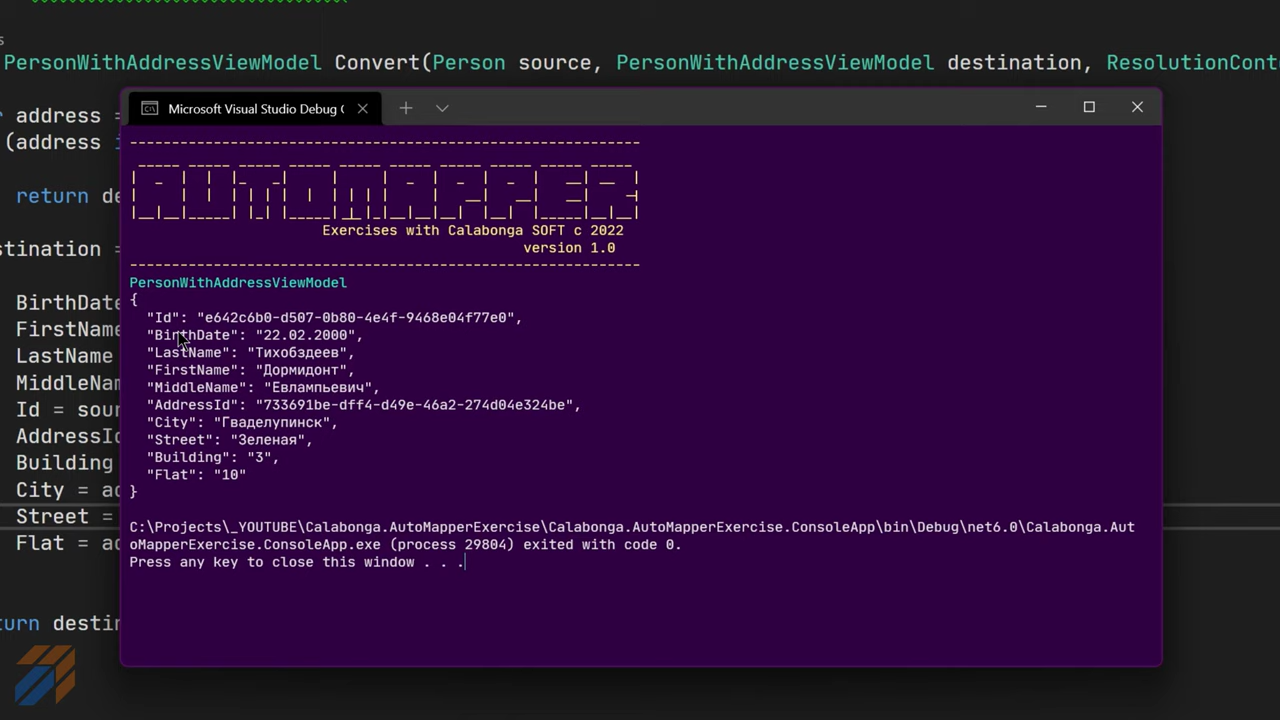 PersonWithAddressViewModel Convert(Person source, PersonWithAddressViewModel destination, ResolutionConte
address =
(address
return de
stination =
BirthDate
FirstName
LastName
MiddleNam
Id = sour
AddressId
Building
City = ad
Street =
Flat = ad
urn destin
Microsoft Visual Studio Debug C
AUTOMAPPER
Exercises with Calabonga SOFT c 2022
version 1.0
PersonWithAddressViewModel
{
"Id": "e642c6b0-d507-0b80-4e4f-9468e04f77e0",
"BirthDate": "22.02.2000",
"LastName": "Тихобздеев",
"FirstName": "Дормидонт",
"MiddleName": "Евлампьевич",
"AddressId": "733691be-dff4-d49e-46a2-274d04e324be",
"City": "Гваделупинск",
"Street": "Зеленая",
"Building": "3",
"Flat": "10"
}
C:\Projects\_YOUTUBE\Calabonga.AutoMapperExercise\Calabonga.AutoMapperExercise.ConsoleApp\bin\Debug\net6.0\Calabonga.Aut
oMapperExercise.ConsoleApp.exe (process 29804) exited with code 0.
Press any key to close this window . . .